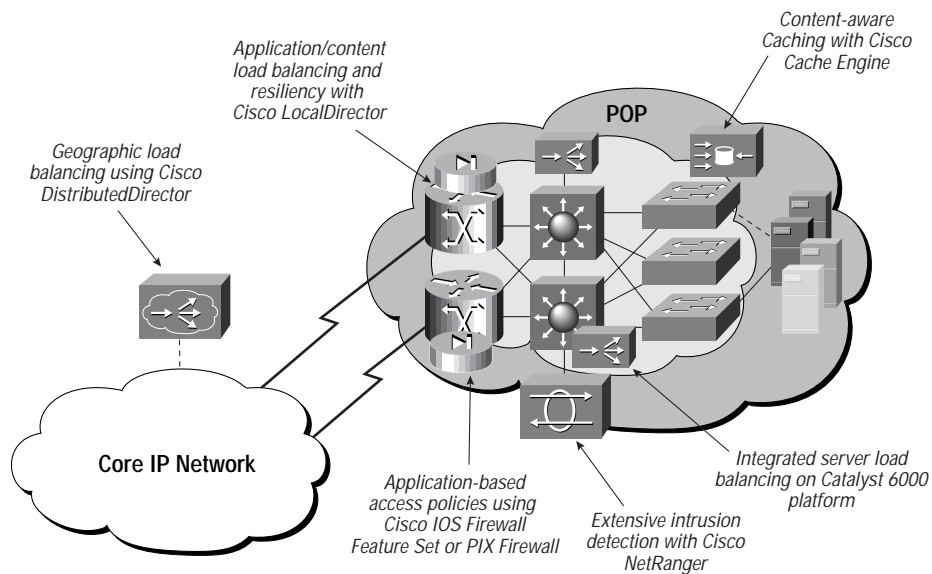 Content-aware
Caching with Cisco
Cache Engine
Application/content
load balancing and
resiliency with
Cisco LocalDirector
POP
Geographic load
balancing using Cisco
DistributedDirector
Core IP Network
Application-based
access policies using
Cisco IOS Firewall
Feature Set or PIX Firewall
Extensive intrusion
detection with Cisco
NetRanger
Integrated server load
balancing on Catalyst 6000
platform